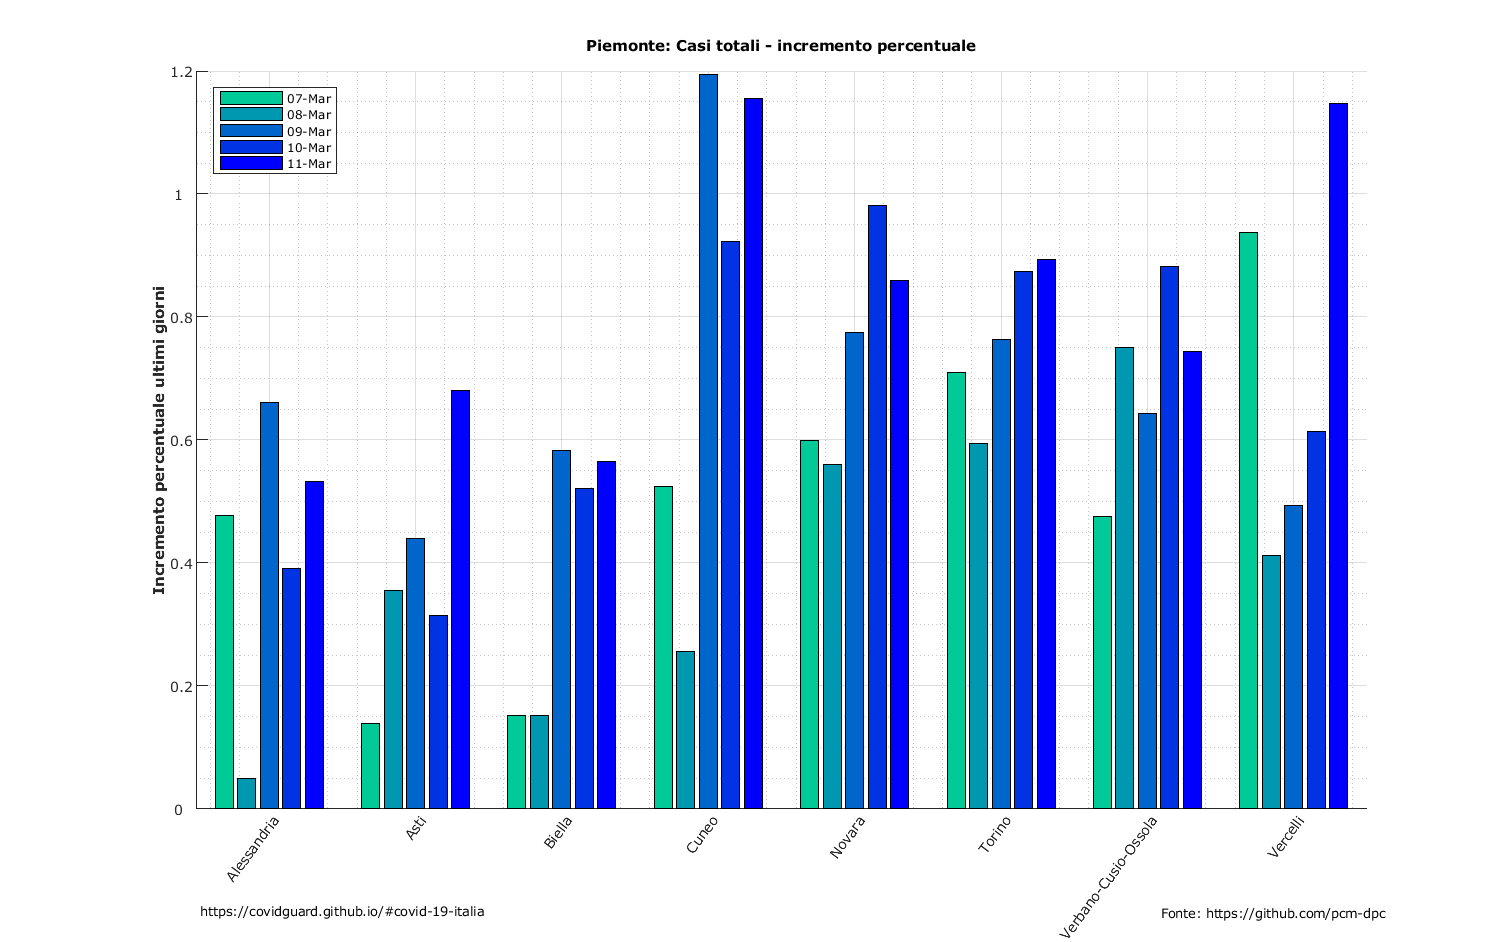 Piemonte: Casi totali - incremento percentuale
1.2
1
0.8
0.6
0.4
0.2
0
Incremento percentuale ultimi giorni
07-Mar
08-Mar
09-Mar
10-Mar
11-Mar
Alessandria
Asti
Biella
Cuneo
Novara
Torino
Verbano-Cusio-Ossola
Vercelli
https://covidguard.github.io/#covid-19-italia
Fonte: https://github.com/pcm-dpc